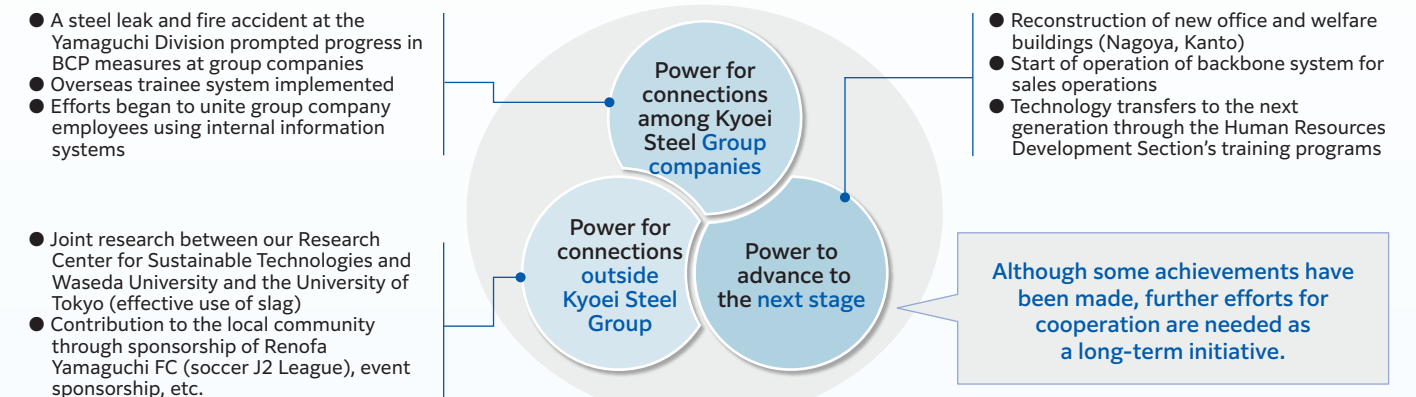 ● A steel leak and fire accident at the
Yamaguchi Division prompted progress in
BCP measures at group companies
● Overseas trainee system implemented
● Efforts began to unite group company
employees using internal information
systems
Power for
connections
among Kyoei
Steel Group
companies
● Reconstruction of new office and welfare
buildings (Nagoya, Kanto)
● Start of operation of backbone system for
sales operations
● Technology transfers to the next
generation through the Human Resources
Development Section's training programs
● Joint research between our Research
Center for Sustainable Technologies and
Waseda University and the University of
Tokyo (effective use of slag)
● Contribution to the local community
through sponsorship of Renofa
Yamaguchi FC (soccer J2 League), event
sponsorship, etc.
Power for
connections
outside
Kyoei Steel
Group
Power to
advance to
the next stage
Although some achievements have
been made, further efforts for
cooperation are needed as
a long-term initiative.